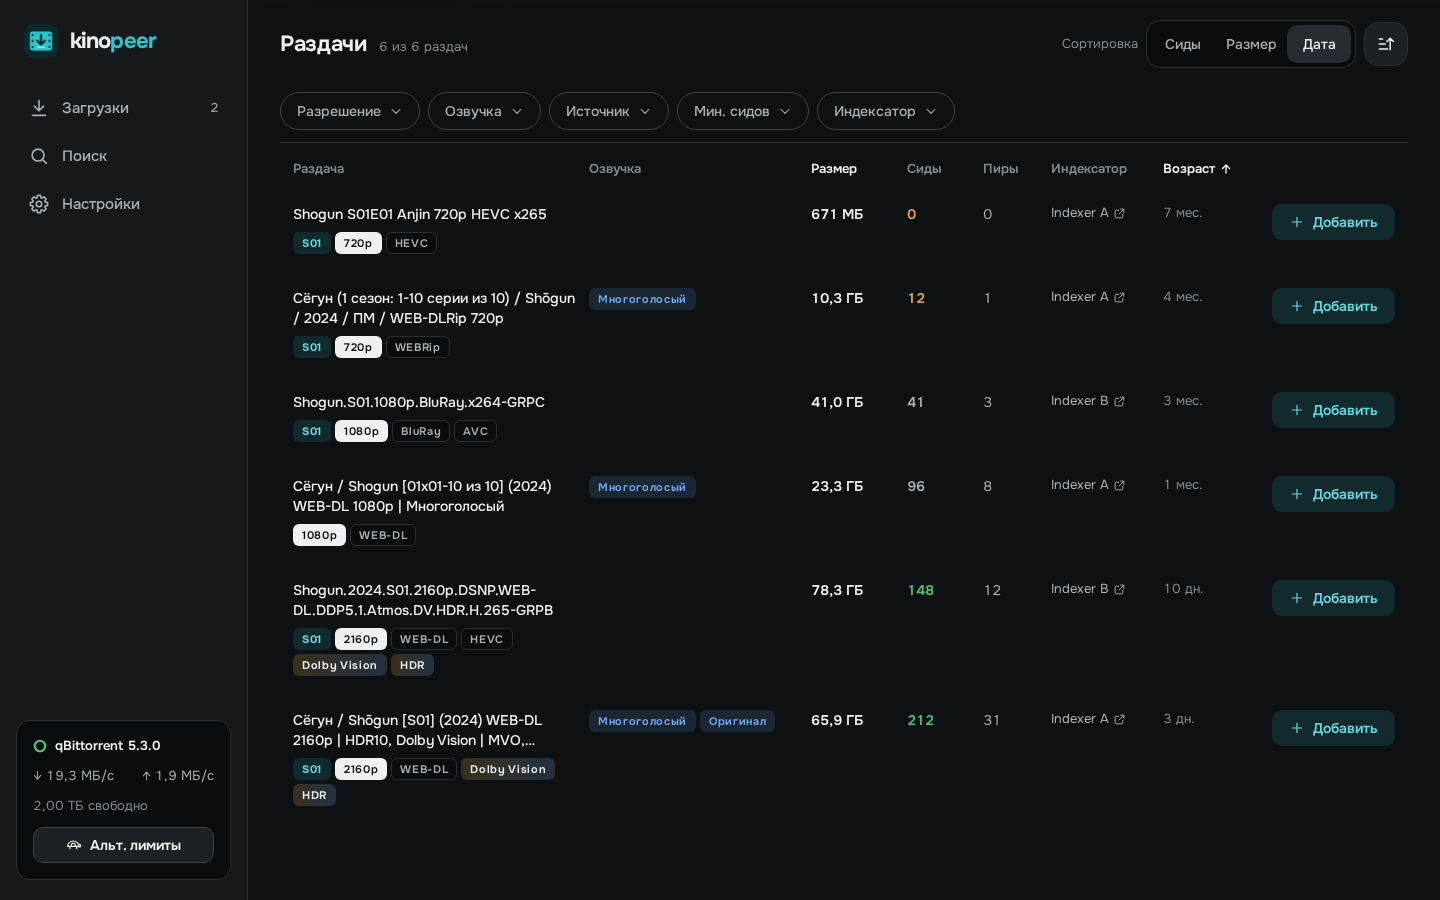 kinopeer
Загрузки 2
Поиск
Настройки
qBittorrent 5.3.0
↓ 19,3 МБ/с ↑ 1,9 МБ/с
2,00 ТБ свободно
Альт. лимиты
Раздачи 6 из 6 раздач
Сортировка Сиды Размер Дата
Разрешение Озвучка Источник Мин. сидов Индексатор
Раздача Озвучка Размер Сиды Пиры Индексатор Возраст ↑
Shogun S01E01 Anjin 720p HEVC x265 671 МБ 0 0 Indexer A 7 мес. + Добавить
S01 720p HEVC
Сёгун (1 сезон: 1-10 серии из 10) / Shōgun Многоголосый 10,3 ГБ 12 1 Indexer A 4 мес. + Добавить
/ 2024 / ПМ / WEB-DLRip 720p
S01 720p WEBRip
Shogun.S01.1080p.BluRay.x264-GRPC 41,0 ГБ 41 3 Indexer B 3 мес. + Добавить
S01 1080p BluRay AVC
Сёгун / Shogun [01x01-10 из 10] (2024) Многоголосый 23,3 ГБ 96 8 Indexer A 1 мес. + Добавить
WEB-DL 1080p | Многоголосый
1080p WEB-DL
Shogun.2024.S01.2160p.DSNP.WEB- 78,3 ГБ 148 12 Indexer B 10 дн. + Добавить
DL.DDP5.1.Atmos.DV.HDR.H.265-GRPB
S01 2160p WEB-DL HEVC
Dolby Vision HDR
Сёгун / Shōgun [S01] (2024) WEB-DL Многоголосый Оригинал 65,9 ГБ 212 31 Indexer A 3 дн. + Добавить
2160p | HDR10, Dolby Vision | MVO,...
S01 2160p WEB-DL Dolby Vision
HDR